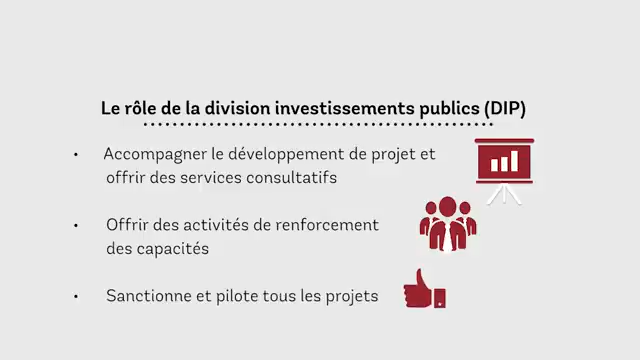 Le rôle de la division investissements publics (DIP)
• Accompagner le développement de projet et
offrir des services consultatifs
• Offrir des activités de renforcement
des capacités
• Sanctionne et pilote tous les projets